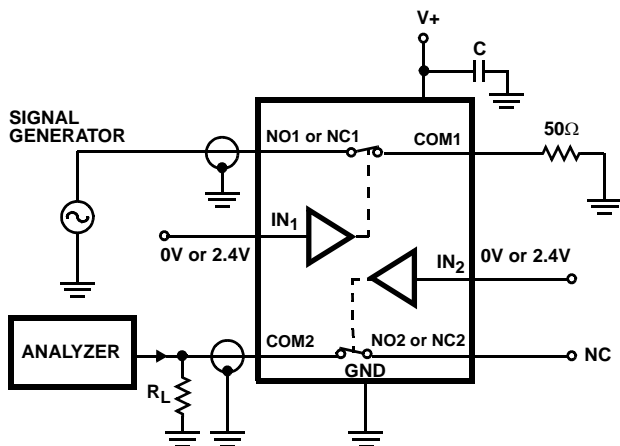 V+
C
SIGNAL
GENERATOR
NO1 or NC1
COM1
50Ω
IN1
0V or 2.4V
IN2
0V or 2.4V
ANALYZER
COM2
NO2 or NC2
NC
GND
RL